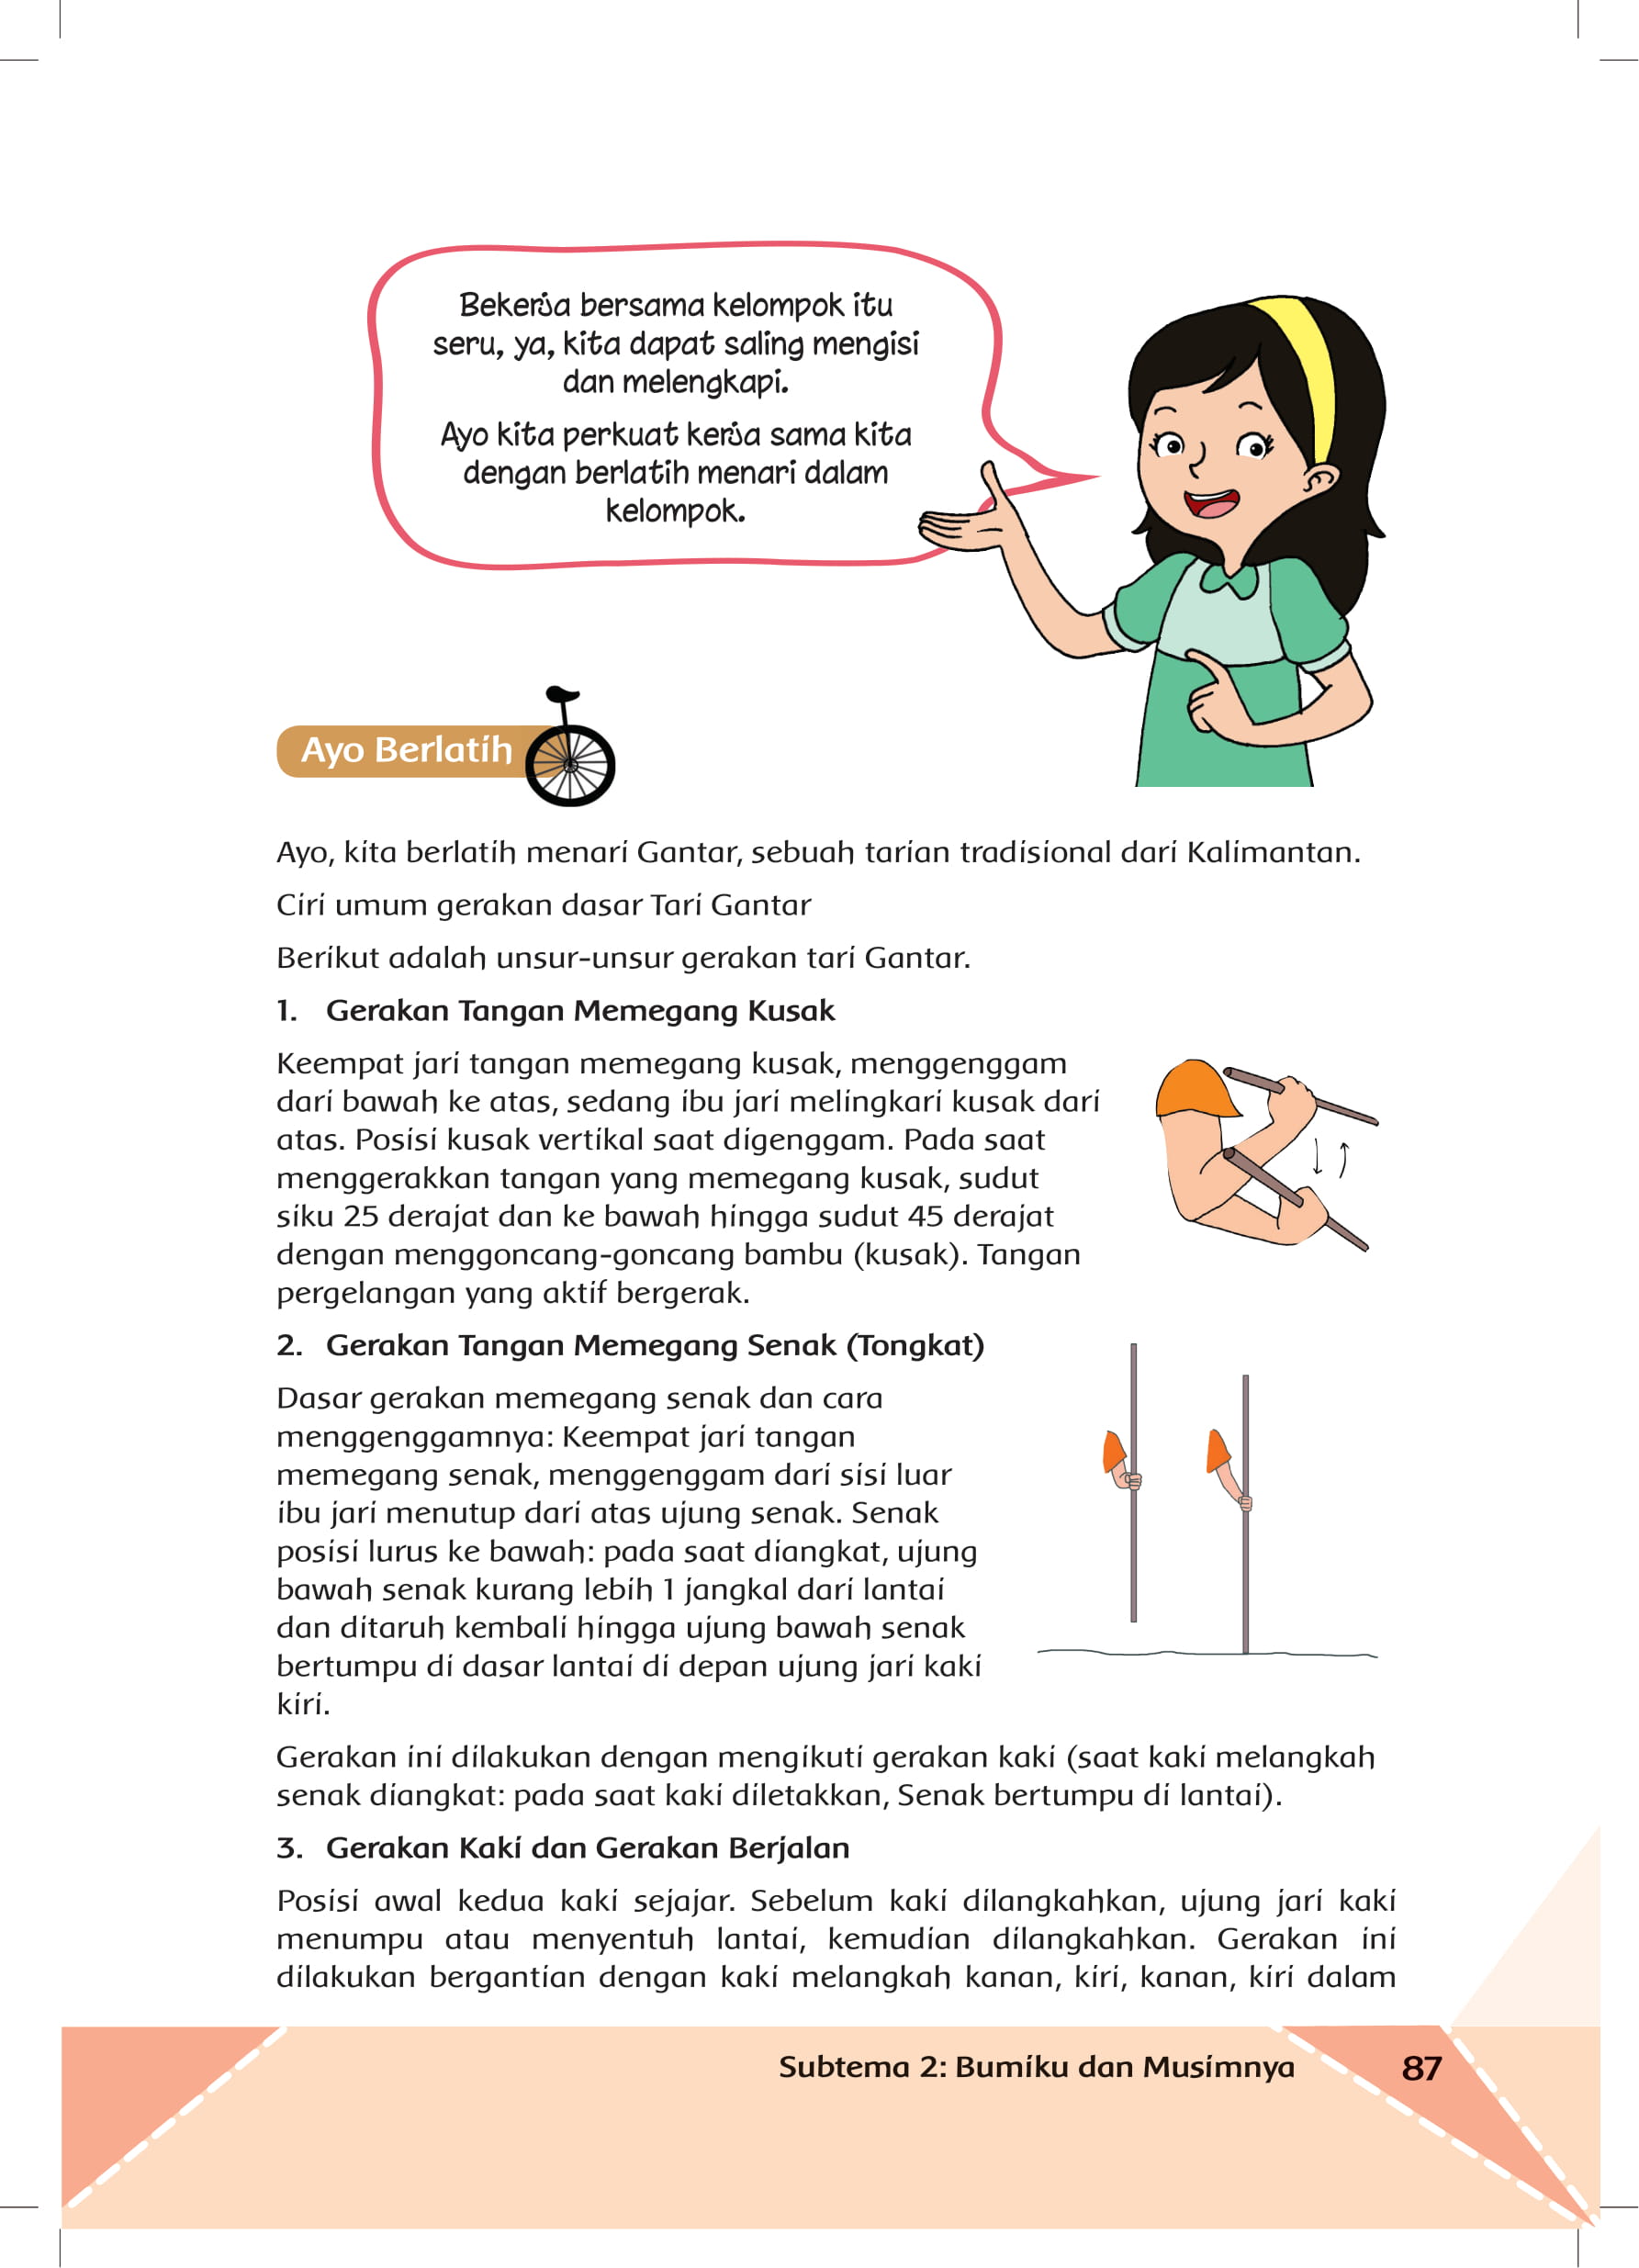 Bekerja bersama kelompok itu
seru, ya, kita dapat saling mengisi
dan melengkapi.
Ayo kita perkuat kerja sama kita
dengan berlatih menari dalam
kelompok.
Ayo Berlatih
Ayo, kita berlatih menari Gantar, sebuah tarian tradisional dari Kalimantan.
Ciri umum gerakan dasar Tari Gantar
Berikut adalah unsur-unsur gerakan tari Gantar.
1. Gerakan Tangan Memegang Kusak
Keempat jari tangan memegang kusak, menggenggam
dari bawah ke atas, sedang ibu jari melingkari kusak dari
atas. Posisi kusak vertikal saat digenggam. Pada saat
menggerakkan tangan yang memegang kusak, sudut
siku 25 derajat dan ke bawah hingga sudut 45 derajat
dengan menggoncang-goncang bambu (kusak). Tangan
pergelangan yang aktif bergerak.
2. Gerakan Tangan Memegang Senak (Tongkat)
Dasar gerakan memegang senak dan cara
menggenggamnya: Keempat jari tangan
memegang senak, menggenggam dari sisi luar
ibu jari menutup dari atas ujung senak. Senak
posisi lurus ke bawah: pada saat diangkat, ujung
bawah senak kurang lebih 1 jangkal dari lantai
dan ditaruh kembali hingga ujung bawah senak
bertumpu di dasar lantai di depan ujung jari kaki
kiri.
Gerakan ini dilakukan dengan mengikuti gerakan kaki (saat kaki melangkah
senak diangkat: pada saat kaki diletakkan, Senak bertumpu di lantai).
3. Gerakan Kaki dan Gerakan Berjalan
Posisi awal kedua kaki sejajar. Sebelum kaki dilangkahkan, ujung jari kaki
menumpu atau menyentuh lantai, kemudian dilangkahkan. Gerakan ini
dilakukan bergantian dengan kaki melangkah kanan, kiri, kanan, kiri dalam
Subtema 2: Bumiku dan Musimnya 87